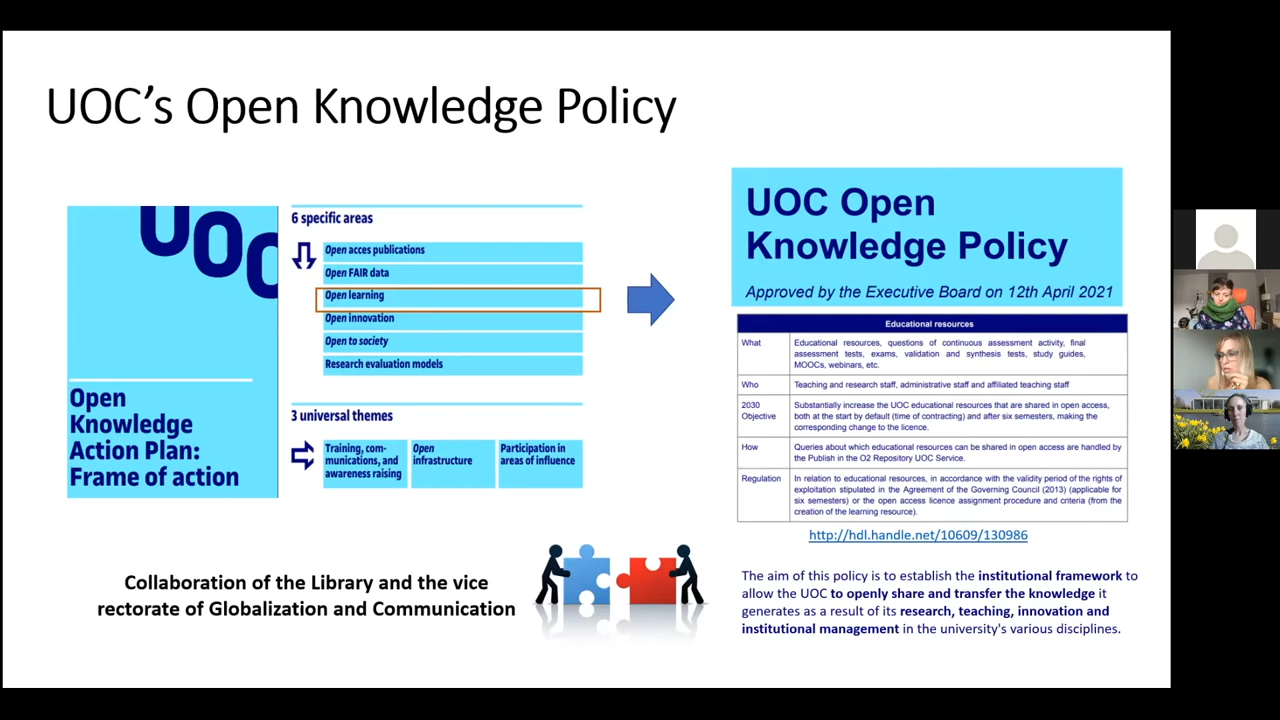 UOC's Open Knowledge Policy
UOC
Open
Knowledge
Action Plan:
Frame of action
6 specific areas
Open acces publications
Open FAIR data
Open learning
Open innovation
Open to society
Research evaluation models
3 universal themes
Training, com-
munications, and
awareness raising
Open
infrastructure
Participation in
areas of influence
Collaboration of the Library and the vice
rectorate of Globalization and Communication
UOC Open
Knowledge Policy
Approved by the Executive Board on 12th April 2021
Educational resources
What
Educational resources, questions of continuous assessment activity, final
assessment tests, exams, validation and synthesis tests, study guides,
MOOCs, webinars, etc.
Who
Teaching and research staff, administrative staff and affiliated teaching staff
2030
Objective
Substantially increase the UOC educational resources that are shared in open access,
both at the start by default (time of contracting) and after six semesters, making the
corresponding change to the licence.
How
Queries about which educational resources can be shared in open access are handled by
the Publish in the O2 Repository UOC Service.
Regulation
In relation to educational resources, in accordance with the validity period of the rights of
exploitation stipulated in the Agreement of the Governing Council (2013) (applicable for
six semesters) or the open access licence assignment procedure and criteria (from the
creation of the learning resource).
http://hdl.handle.net/10609/130986
The aim of this policy is to establish the institutional framework to
allow the UOC to openly share and transfer the knowledge it
generates as a result of its research, teaching, innovation and
institutional management in the university's various disciplines.